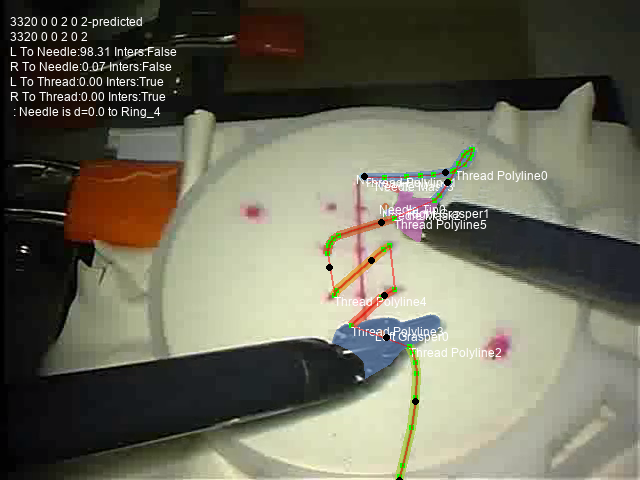 3320 0 0 2 0 2-predicted
3320 0 0 2 0 2
L To Needle:98.31 Inters:False
R To Needle:0.07 Inters:False
L To Thread:0.00 Inters:True
R To Thread:0.00 Inters:True
: Needle is d=0.0 to Ring_4
Thread Polyline0
Thread Polyline5
Thread Polyline4
Thread Polyline3
Thread Polyline2